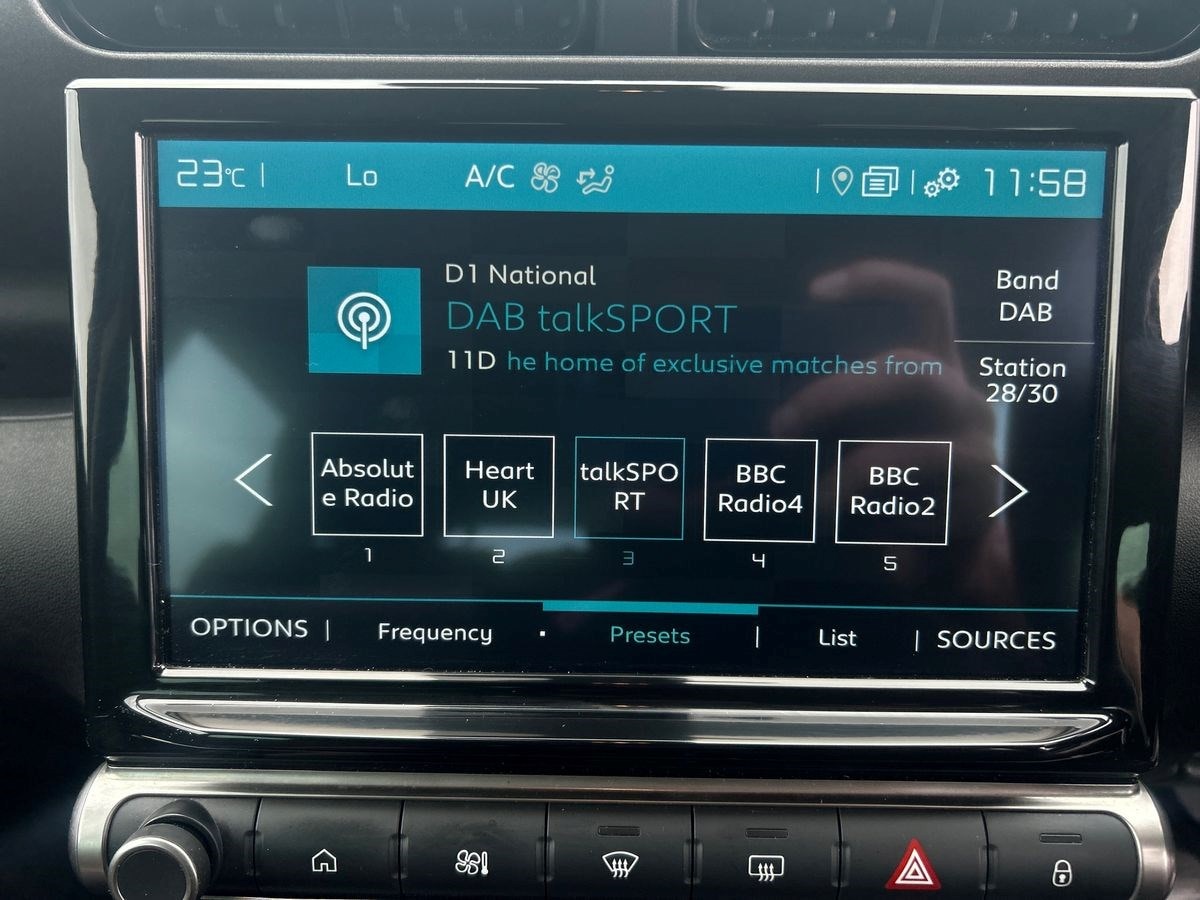 23°C | Lo A/C | | 11:58
D1 National
DAB talkSPORT
11D he home of exclusive matches from
Band
DAB
Station
28/30
Absolut
e Radio
1
Heart
UK
2
talkSPO
RT
3
BBC
Radio4
4
BBC
Radio2
5
OPTIONS | Frequency · Presets | List | SOURCES